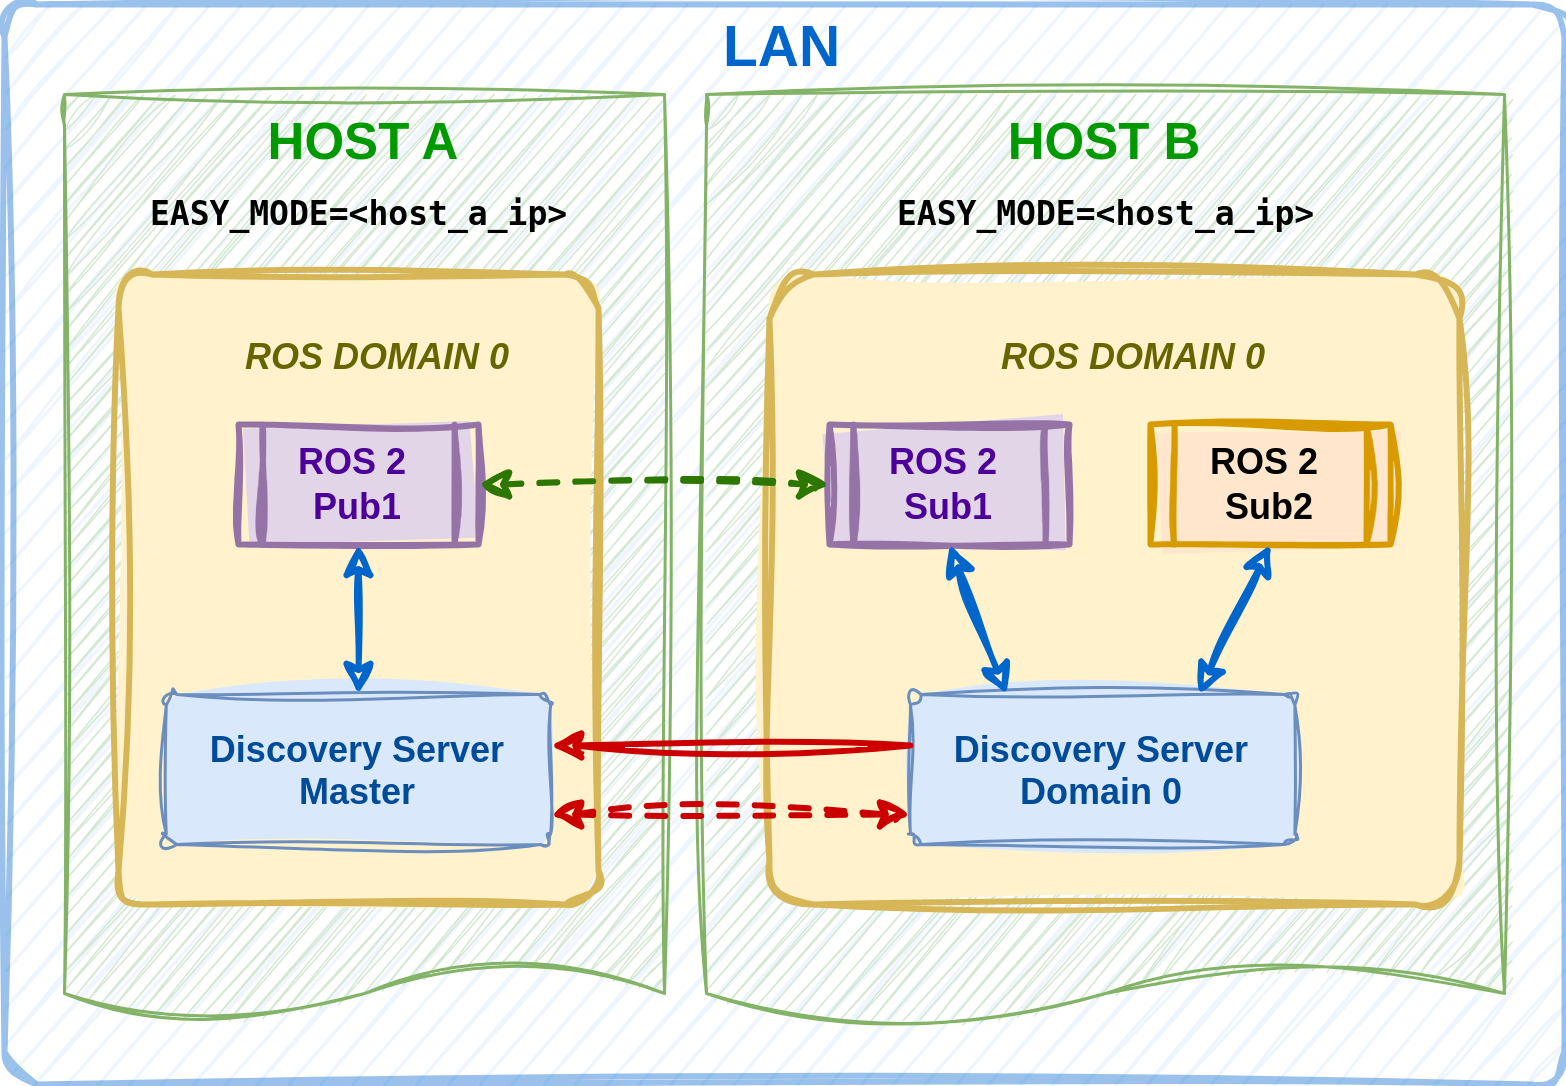 LAN
HOST A
EASY_MODE=<host_a_ip>
ROS DOMAIN 0
ROS 2
Pub1
Discovery Server
Master
HOST B
EASY_MODE=<host_a_ip>
ROS DOMAIN 0
ROS 2
Sub1
ROS 2
Sub2
Discovery Server
Domain 0